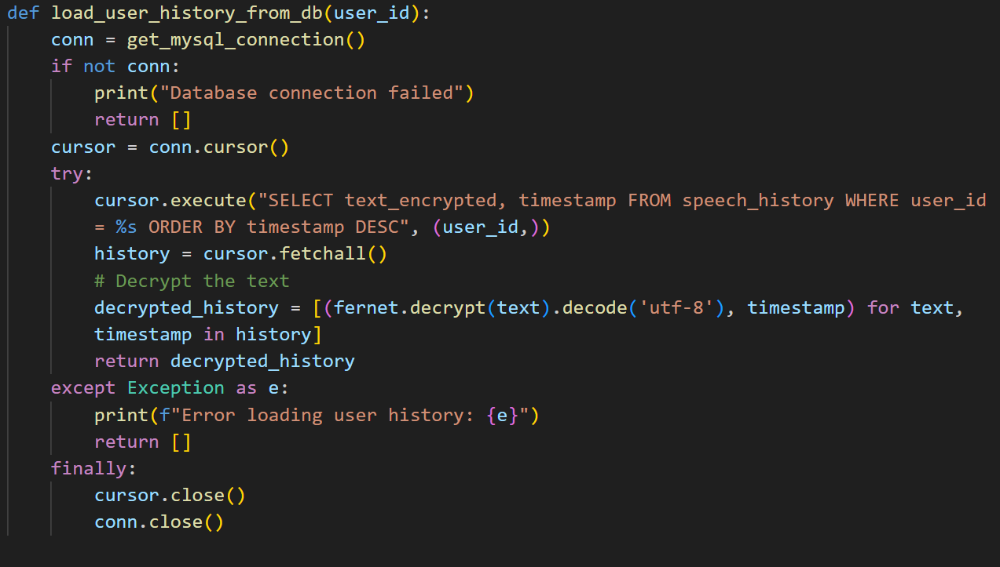 def load_user_history_from_db(user_id):
    conn = get_mysql_connection()
    if not conn:
        print("Database connection failed")
        return []
    cursor = conn.cursor()
    try:
        cursor.execute("SELECT text_encrypted, timestamp FROM speech_history WHERE user_id
        = %s ORDER BY timestamp DESC", (user_id,))
        history = cursor.fetchall()
        # Decrypt the text
        decrypted_history = [(fernet.decrypt(text).decode('utf-8'), timestamp) for text,
        timestamp in history]
        return decrypted_history
    except Exception as e:
        print(f"Error loading user history: {e}")
        return []
    finally:
        cursor.close()
        conn.close()